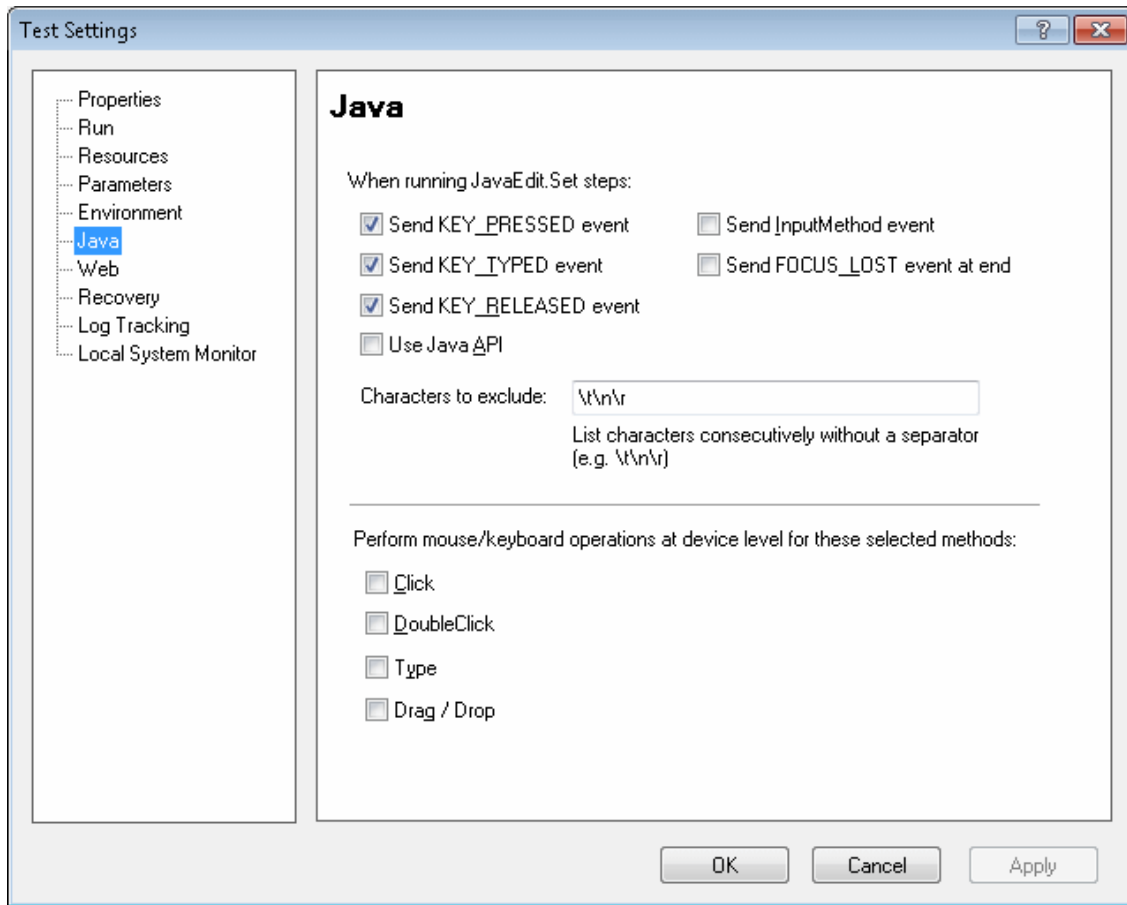 Test Settings
Properties
Run
Resources
Parameters
Environment
Java
Web
Recovery
Log Tracking
Local System Monitor
Java
When running JavaEdit.Set steps:
Send KEY_PRESSED event
Send InputMethod event
Send KEY_TYPED event
Send FOCUS_LOST event at end
Send KEY_RELEASED event
Use Java API
Characters to exclude: \t\n\r
List characters consecutively without a separator
(e.g. \t\n\r)
Perform mouse/keyboard operations at device level for these selected methods:
Click
DoubleClick
Type
Drag / Drop
OK Cancel Apply